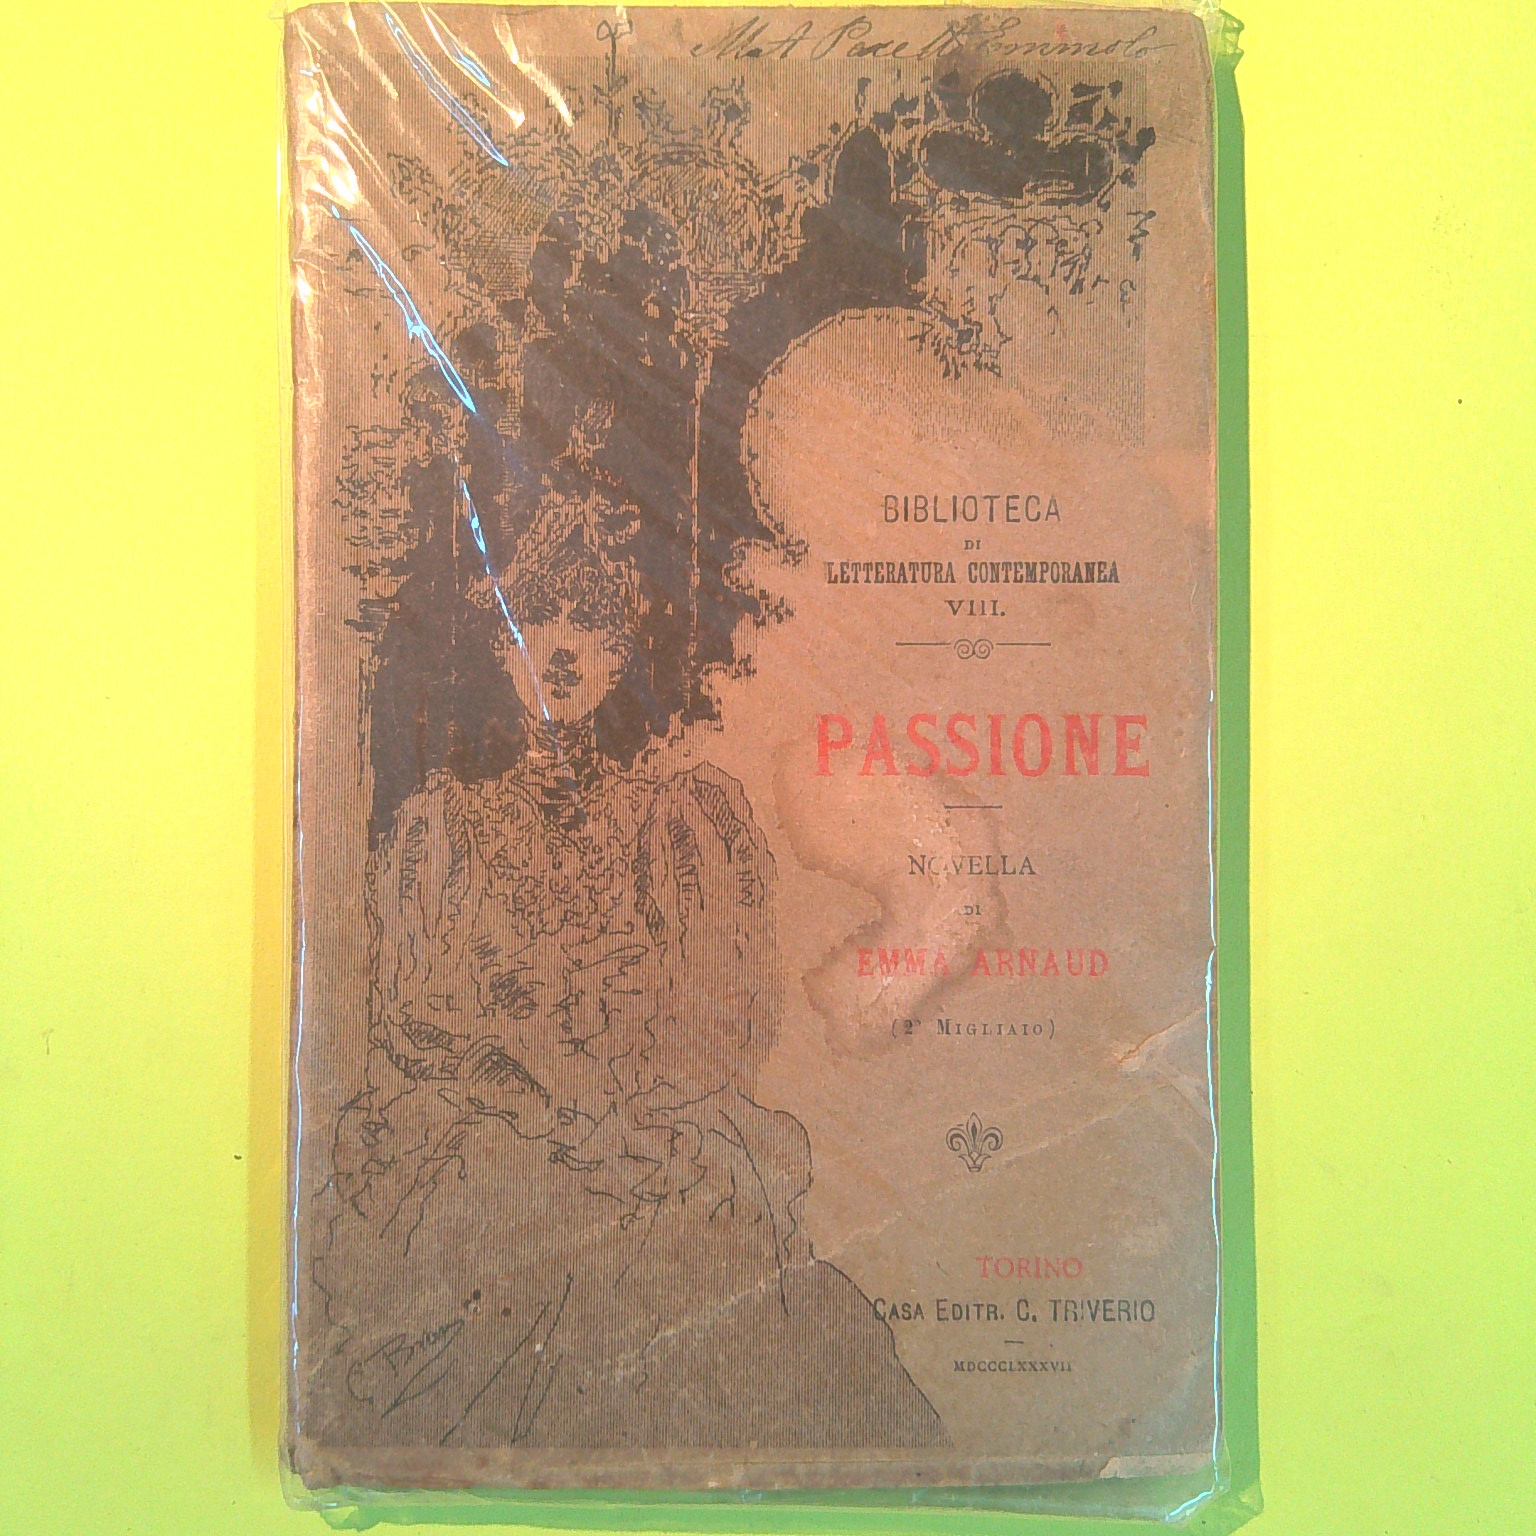 BIBLIOTECA
DI
LETTERATURA CONTEMPORANEA
VIII.
PASSIONE
NOVELLA
DI
EMMA ARNAUD
(2° MIGLIAIO)
TORINO
CASA EDITR. C. TRIVERIO
MDCCCLXXXVII